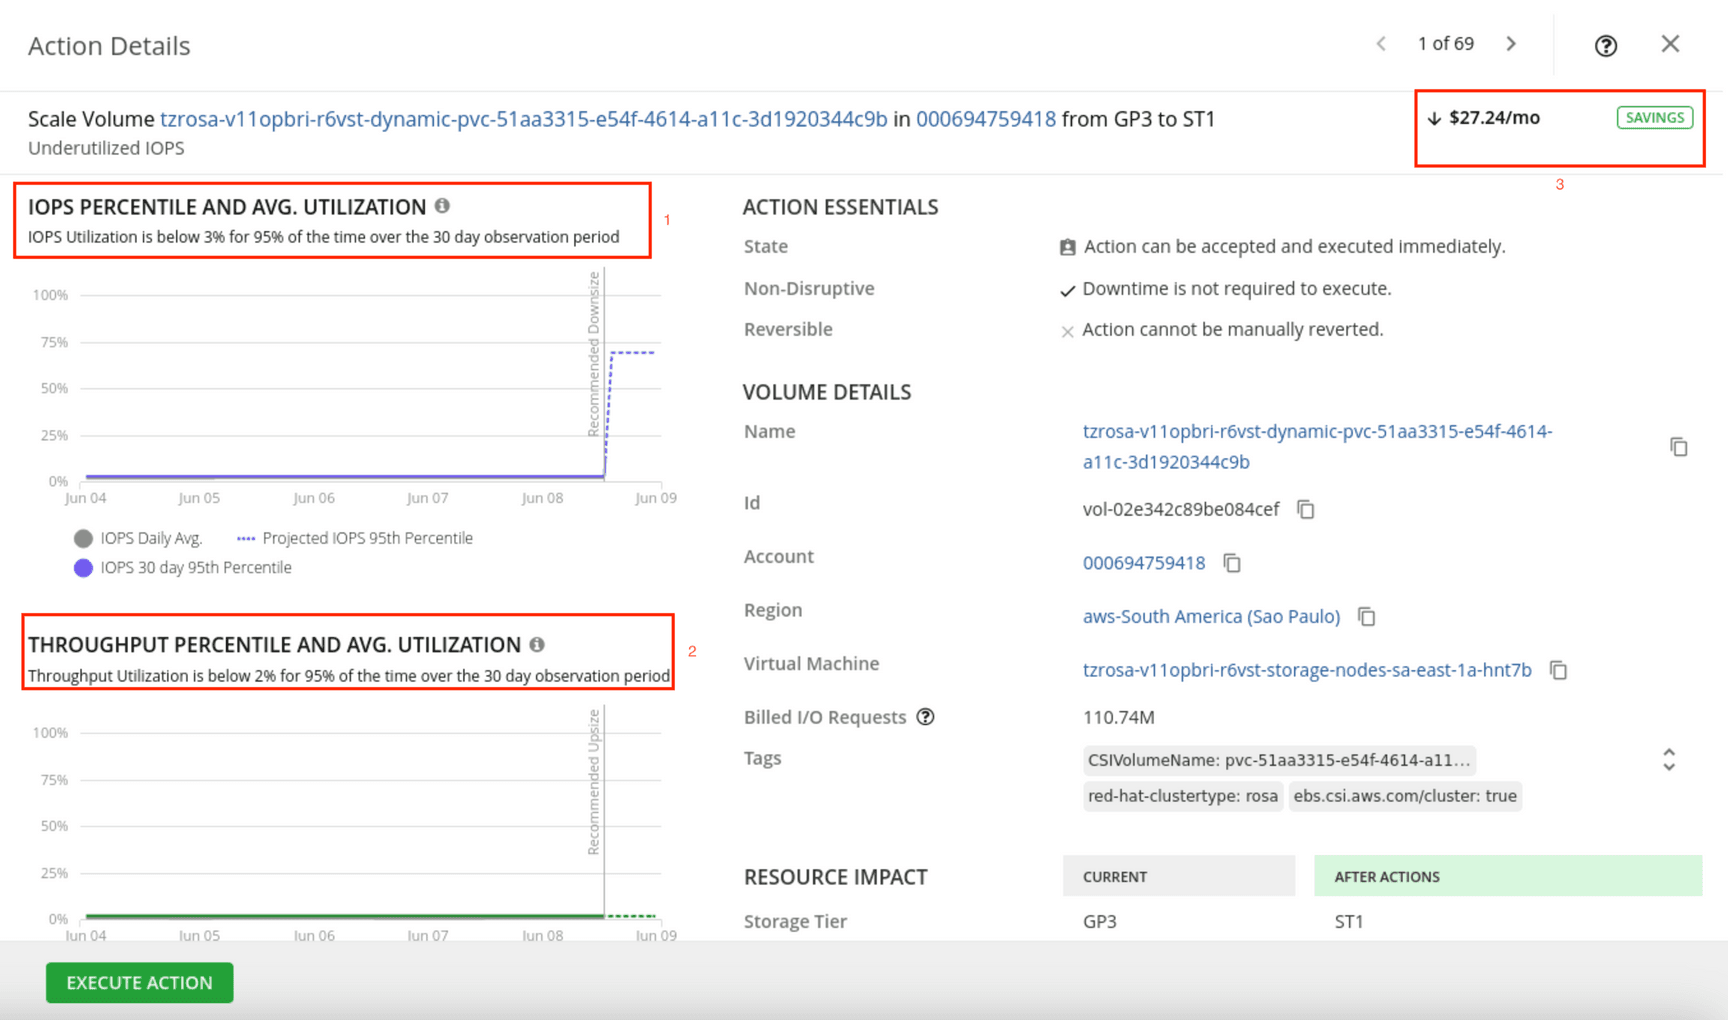 Action Details
1 of 69
Scale Volume tzrosa-v11opbri-r6vst-dynamic-pvc-51aa3315-e54f-4614-a11c-3d1920344c9b in 000694759418 from GP3 to ST1
Underutilized IOPS
$27.24/mo
SAVINGS
3
IOPS PERCENTILE AND AVG. UTILIZATION
IOPS Utilization is below 3% for 95% of the time over the 30 day observation period
1
100%
75%
50%
25%
0%
Recommended Downsize
Jun 04 Jun 05 Jun 06 Jun 07 Jun 08 Jun 09
IOPS Daily Avg. Projected IOPS 95th Percentile
IOPS 30 day 95th Percentile
THROUGHPUT PERCENTILE AND AVG. UTILIZATION
Throughput Utilization is below 2% for 95% of the time over the 30 day observation period
2
100%
75%
50%
25%
0%
Recommended Upsize
Jun 04 Jun 05 Jun 06 Jun 07 Jun 08 Jun 09
ACTION ESSENTIALS
State Action can be accepted and executed immediately.
Non-Disruptive Downtime is not required to execute.
Reversible Action cannot be manually reverted.
VOLUME DETAILS
Name tzrosa-v11opbri-r6vst-dynamic-pvc-51aa3315-e54f-4614-
a11c-3d1920344c9b
Id vol-02e342c89be084cef
Account 000694759418
Region aws-South America (Sao Paulo)
Virtual Machine tzrosa-v11opbri-r6vst-storage-nodes-sa-east-1a-hnt7b
Billed I/O Requests 110.74M
Tags CSIVolumeName: pvc-51aa3315-e54f-4614-a11...
red-hat-clustertype: rosa ebs.csi.aws.com/cluster: true
RESOURCE IMPACT CURRENT AFTER ACTIONS
Storage Tier GP3 ST1
EXECUTE ACTION